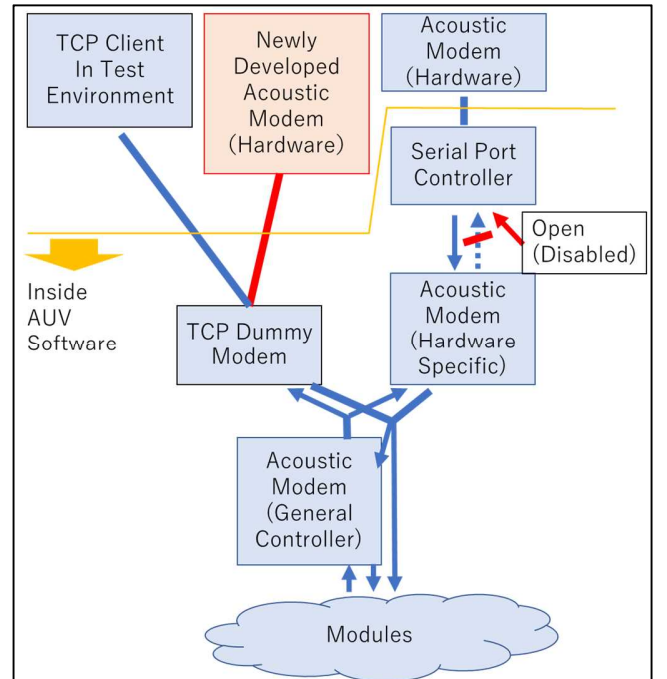 TCP Client
In Test
Environment
Newly
Developed
Acoustic
Modem
(Hardware)
Acoustic
Modem
(Hardware)
Serial Port
Controller
Open
(Disabled)
Inside
AUV
Software
TCP Dummy
Modem
Acoustic
Modem
(Hardware
Specific)
Acoustic
Modem
(General
Controller)
Modules